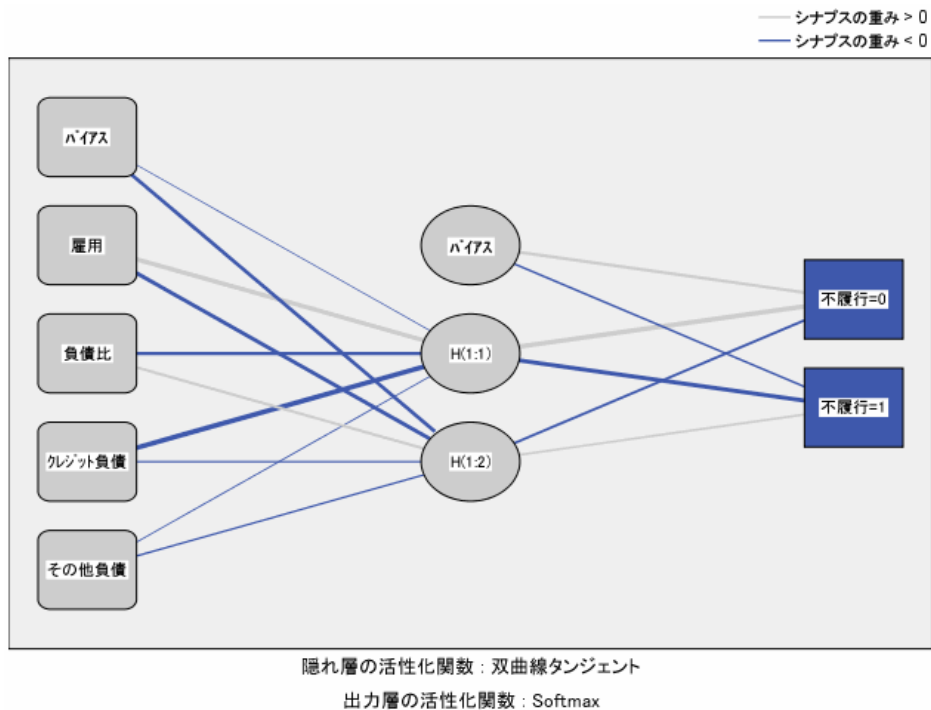 シナプスの重み > 0
シナプスの重み < 0
ﾊﾞｲｱｽ
雇用
負債比
ｸﾚｼﾞｯﾄ負債
その他負債
ﾊﾞｲｱｽ
H(1:1)
H(1:2)
不履行=0
不履行=1
隠れ層の活性化関数 : 双曲線タンジェント
出力層の活性化関数 : Softmax